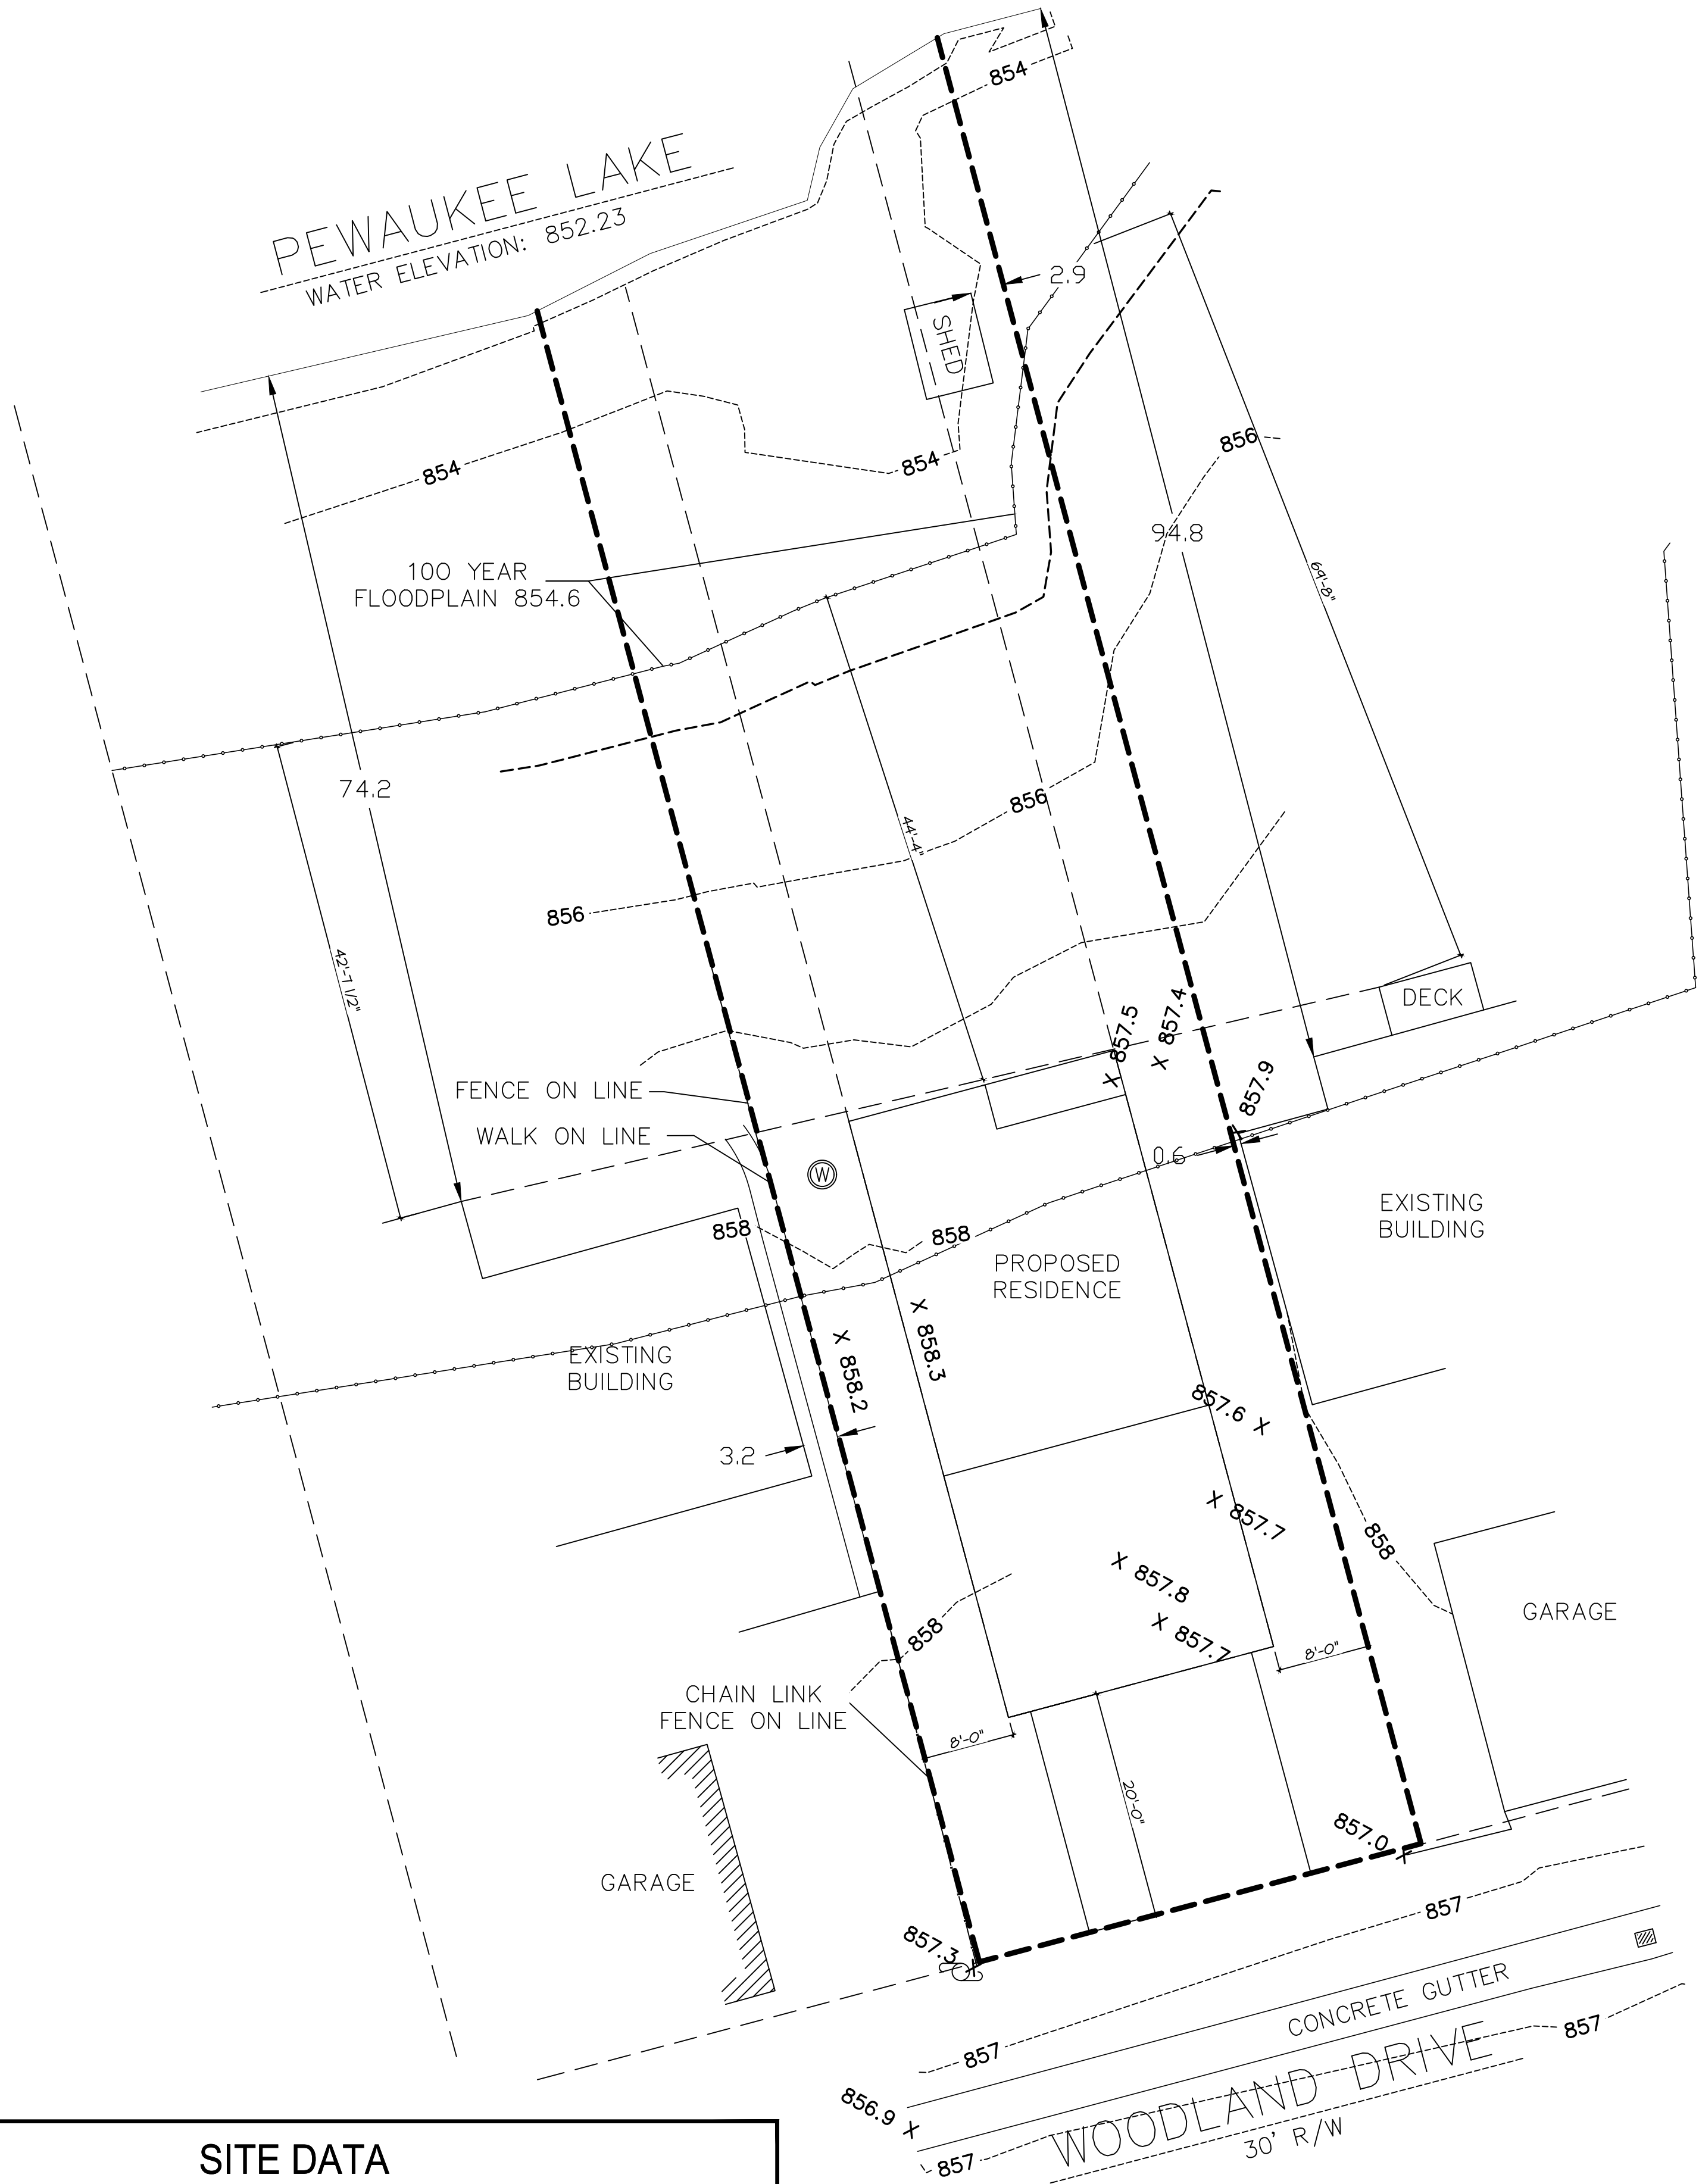 854
PEWAUKEE LAKE
WATER ELEVATION: 852.23
2.9
SHED
856
854
854
94.8
69'-8"
100 YEAR
FLOODPLAIN 854.6
74.2
856
44'-4"
856
42'-7 1/2"
DECK
X 857.5
X 857.4
857.9
FENCE ON LINE
WALK ON LINE
W
0.6
858
858
EXISTING
BUILDING
PROPOSED
RESIDENCE
X 858.3
X 858.2
EXISTING
BUILDING
857.6 X
3.2
X 857.7
858
X 857.8
GARAGE
858
X 857.7
8'-0"
CHAIN LINK
FENCE ON LINE
8'-0"
20'-0"
857.0
GARAGE
857
857.3
CONCRETE GUTTER
857
857
WOODLAND DRIVE
30' R/W
856.9 X
857
SITE DATA